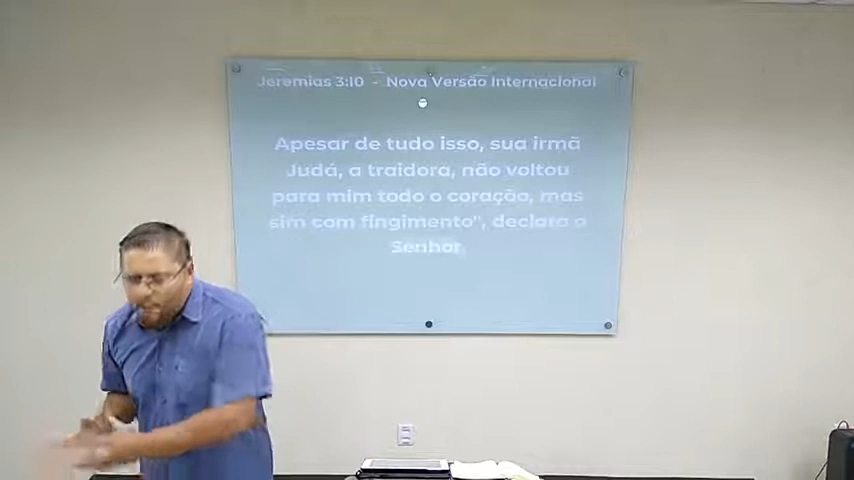 Jeremias 3:10 - Nova Versão Internacional
Apesar de tudo isso, sua irmã
Judá, a traidora, não voltou
para mim todo o coração, mas
sim com fingimento", declara o
Senhor.